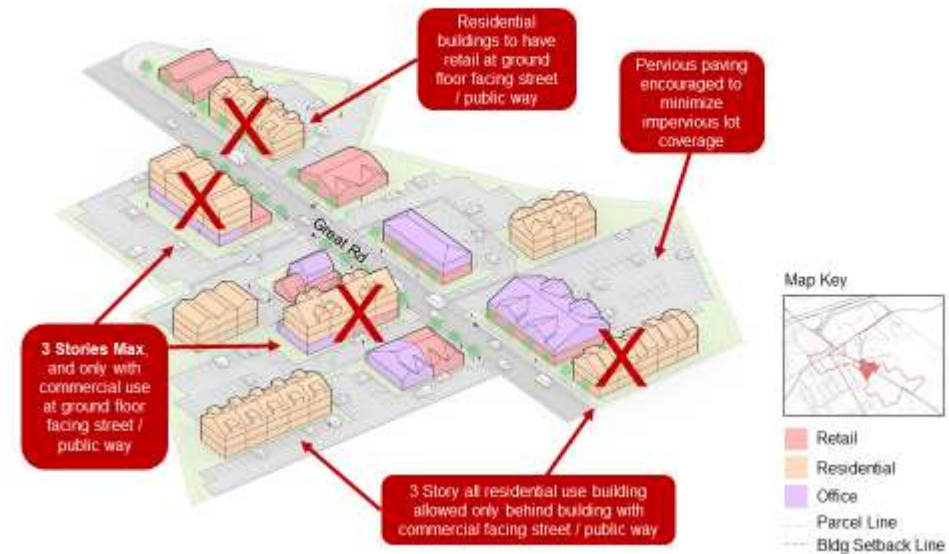 Residential
buildings to have
retail at ground
floor facing street
/ public way
Pervious paving
encouraged to
minimize
impervious lot
coverage
X
X
Great Rd
X
X
3 Stories Max,
and only with
commercial use
at ground floor
facing street /
public way
3 Story all residential use building
allowed only behind building with
commercial facing street / public way
Map Key
Retail
Residential
Office
Parcel Line
Bldg Setback Line